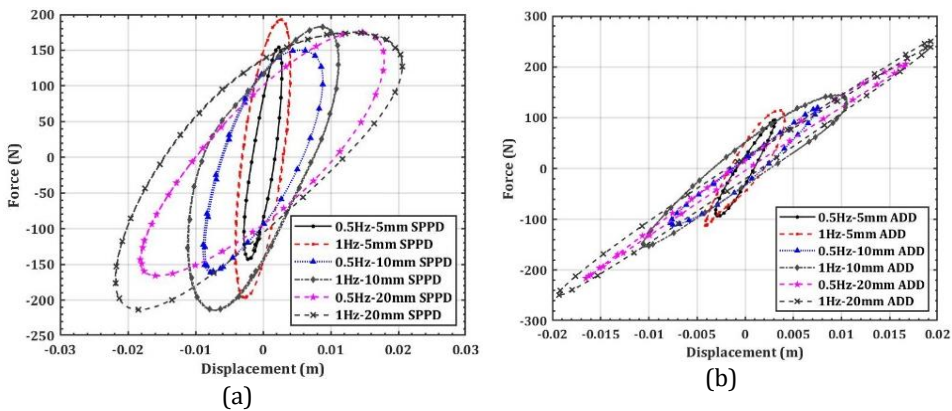 200
150
100
50
0
-50
-100
-150
-200
-250
Force (N)
0.5Hz-5mm SPPD
1Hz-5mm SPPD
0.5Hz-10mm SPPD
1Hz-10mm SPPD
0.5Hz-20mm SPPD
1Hz-20mm SPPD
-0.03 -0.02 -0.01 0 0.01 0.02 0.03
Displacement (m)
(a)
300
200
100
0
-100
-200
-300
Force (N)
0.5Hz-5mm ADD
1Hz-5mm ADD
0.5Hz-10mm ADD
1Hz-10mm ADD
0.5Hz-20mm ADD
1Hz-20mm ADD
-0.02 -0.015 -0.01 -0.005 0 0.005 0.01 0.015 0.02
Displacement (m)
(b)